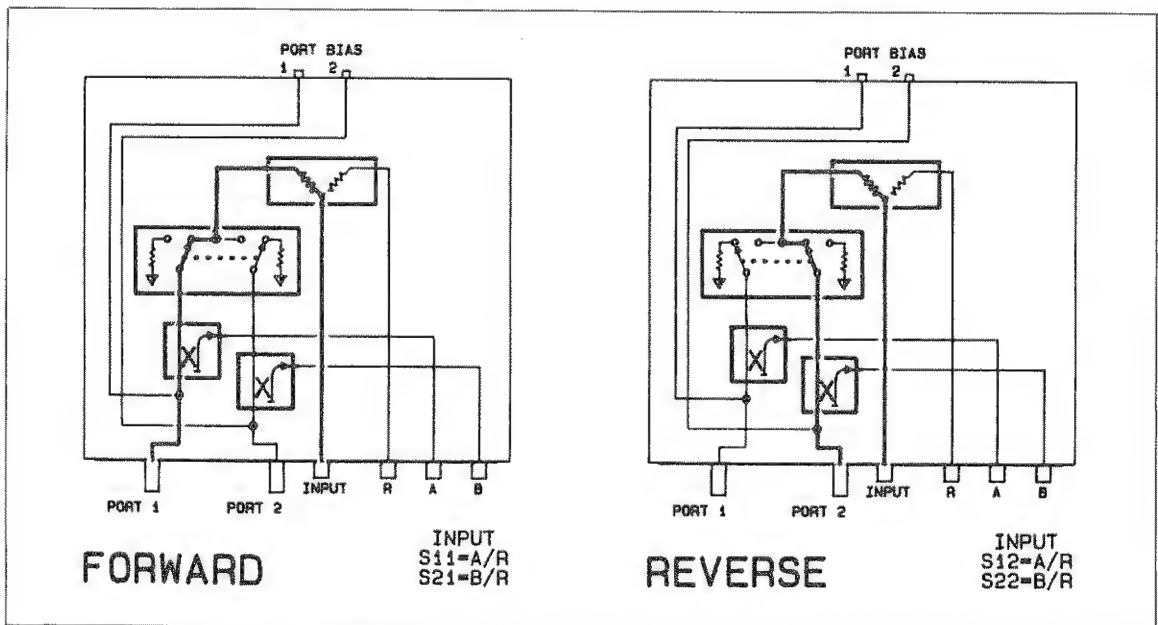 PORT BIAS
1 2
PORT 1
PORT 2
INPUT
R
A
B
FORWARD
INPUT
S11=A/R
S21=B/R
PORT BIAS
1 2
PORT 1
PORT 2
INPUT
R
A
B
REVERSE
INPUT
S12=A/R
S22=B/R